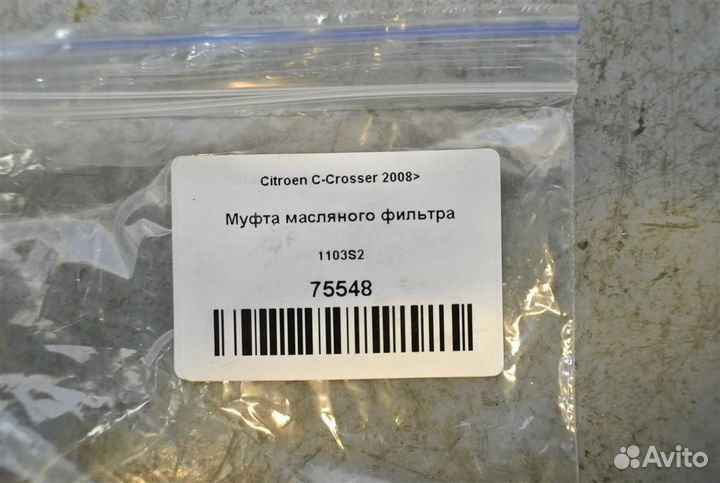 Citroen C-Crosser 2008>
Муфта масляного фильтра
1103S2
75548
Avito